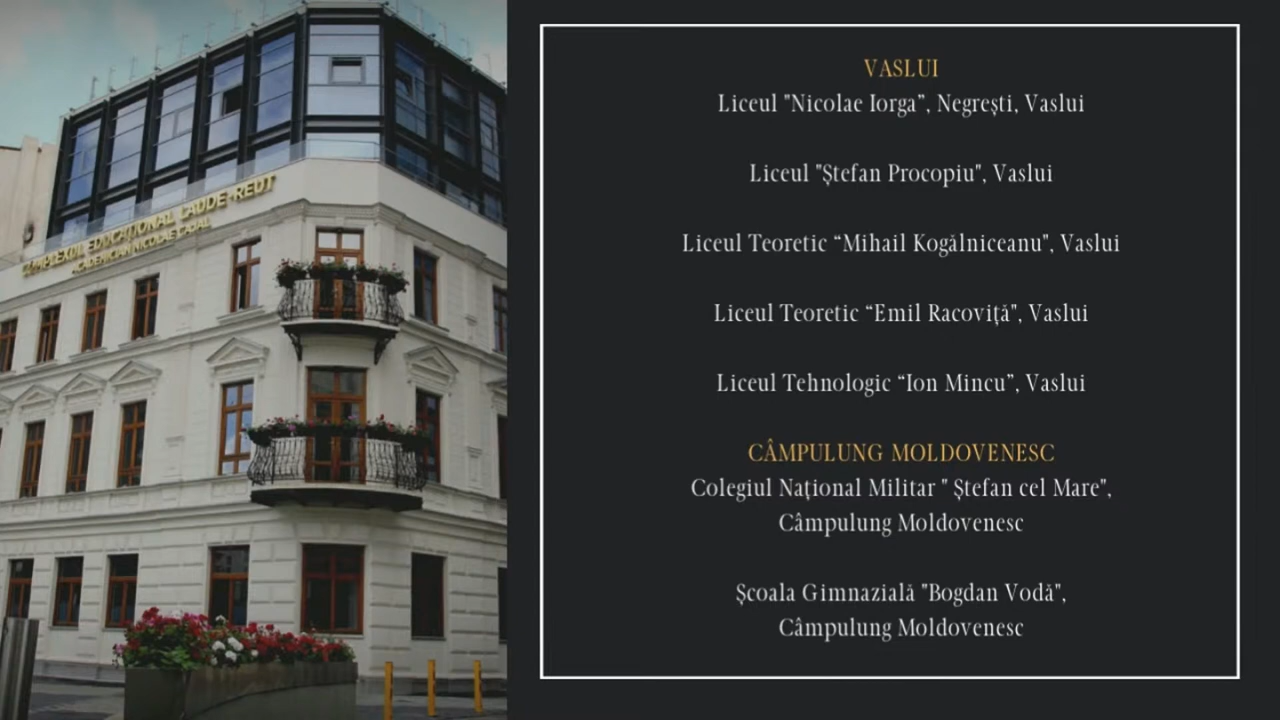 COMPLEXUL EDUCAȚIONAL LAUDE-REUT
ACADEMICIAN NICOLAE CAJAL
VASLUI
Liceul "Nicolae Iorga”, Negrești, Vaslui
Liceul "Ștefan Procopiu", Vaslui
Liceul Teoretic “Mihail Kogălniceanu", Vaslui
Liceul Teoretic “Emil Racoviță", Vaslui
Liceul Tehnologic “Ion Mincu”, Vaslui
CÂMPULUNG MOLDOVENESC
Colegiul Național Militar " Ștefan cel Mare",
Câmpulung Moldovenesc
Școala Gimnazială "Bogdan Vodă",
Câmpulung Moldovenesc